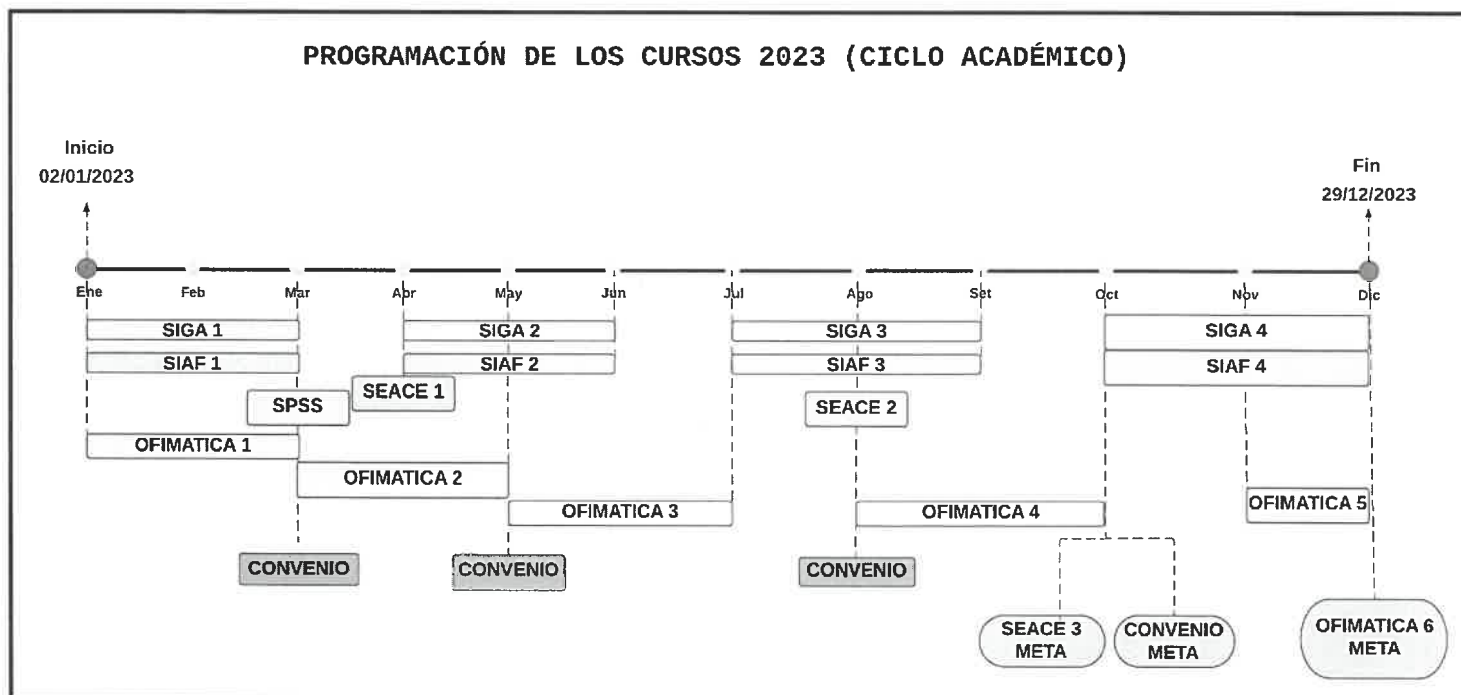 PROGRAMACIÓN DE LOS CURSOS 2023 (CICLO ACADÉMICO)
Inicio
02/01/2023
Fin
29/12/2023
Ene Feb Mar Abr May Jun Jul Ago Set Oct Nov Dic
SIGA 1 SIGA 2 SIGA 3 SIGA 4
SIAF 1 SIAF 2 SIAF 3 SIAF 4
SEACE 1
SPSS SEACE 2
OFIMATICA 1
OFIMATICA 2
OFIMATICA 5
OFIMATICA 3 OFIMATICA 4
CONVENIO CONVENIO CONVENIO
SEACE 3
META
CONVENIO
META
OFIMATICA 6
META